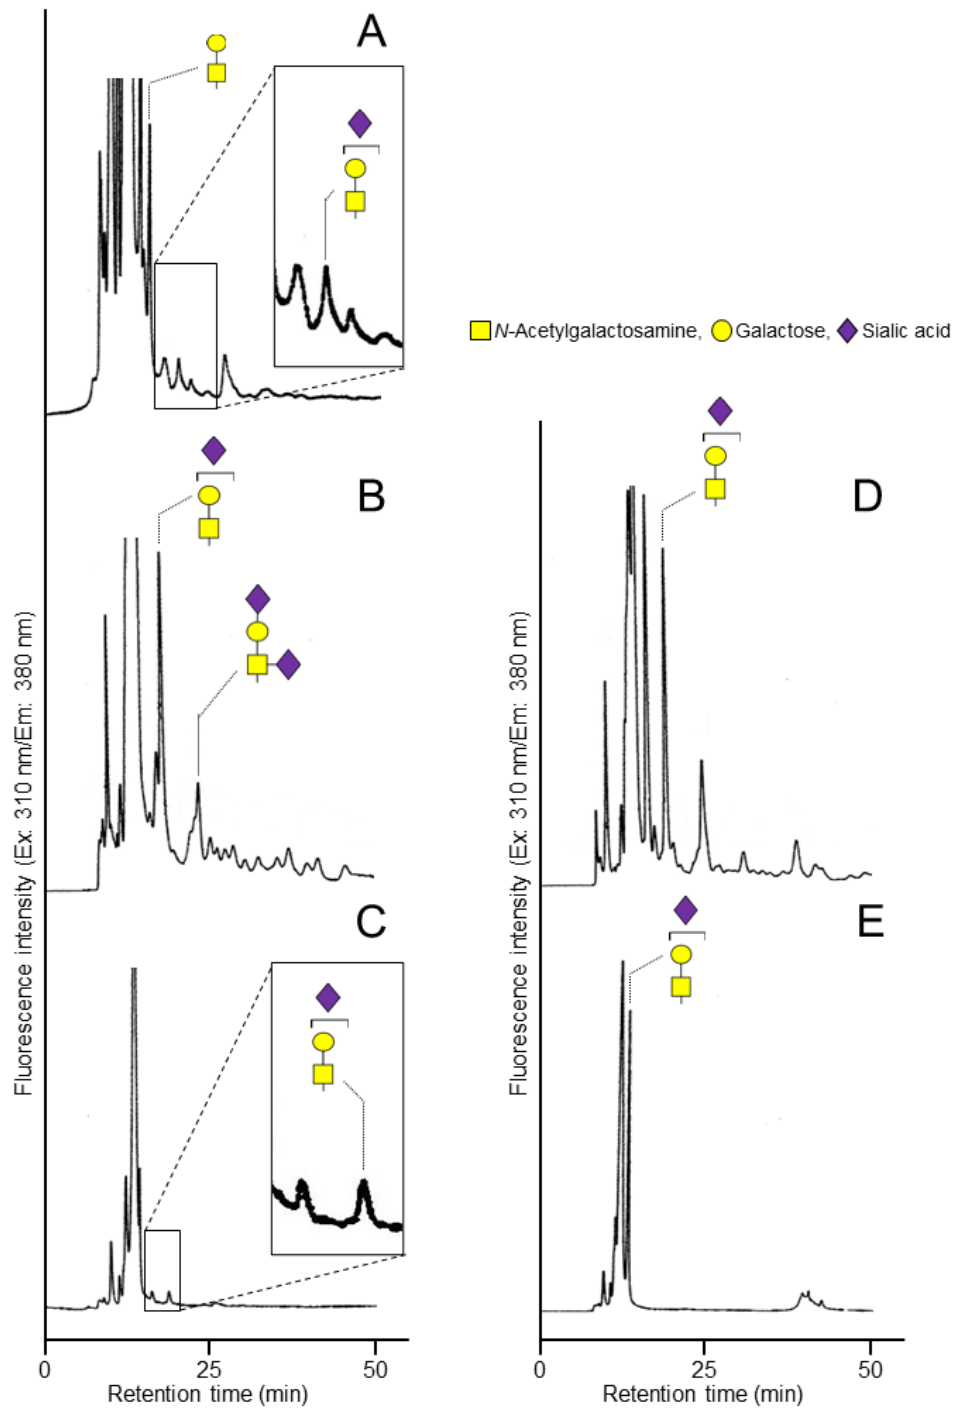 A
N-Acetylgalactosamine, Galactose, Sialic acid
B
D
C
E
Fluorescence intensity (Ex: 310 nm/Em: 380 nm)
Fluorescence intensity (Ex: 310 nm/Em: 380 nm)
0 25 50
Retention time (min)
0 25 50
Retention time (min)